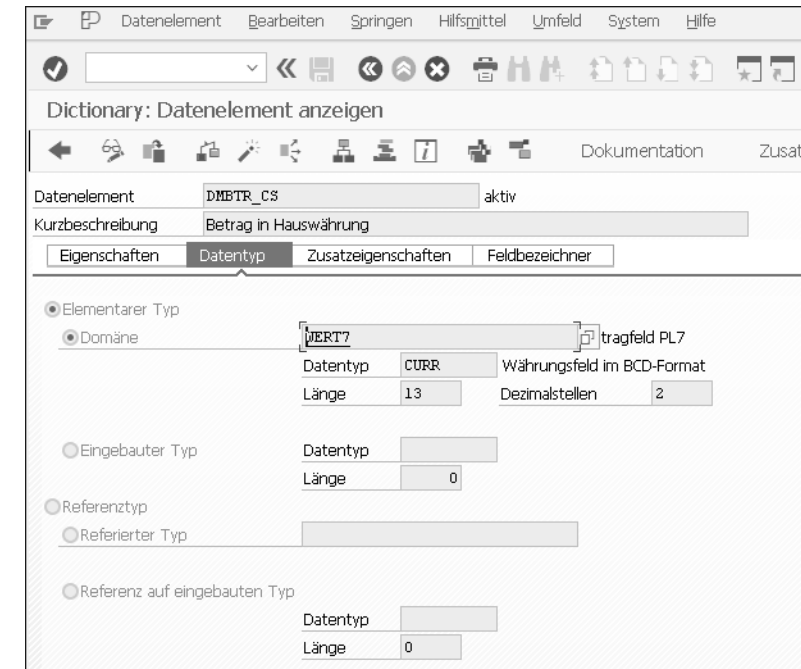 Datenelement Bearbeiten Springen Hilfsmittel Umfeld System Hilfe
Dictionary: Datenelement anzeigen
Dokumentation Zusat
Datenelement DMBTR_CS aktiv
Kurzbeschreibung Betrag in Hauswährung
Eigenschaften Datentyp Zusatzeigenschaften Feldbezeichner
Elementarer Typ
Domäne WERT7 tragfeld PL7
Datentyp CURR Währungsfeld im BCD-Format
Länge 13 Dezimalstellen 2
Eingebauter Typ Datentyp
Länge 0
Referenztyp
Referierter Typ
Referenz auf eingebauten Typ
Datentyp
Länge 0